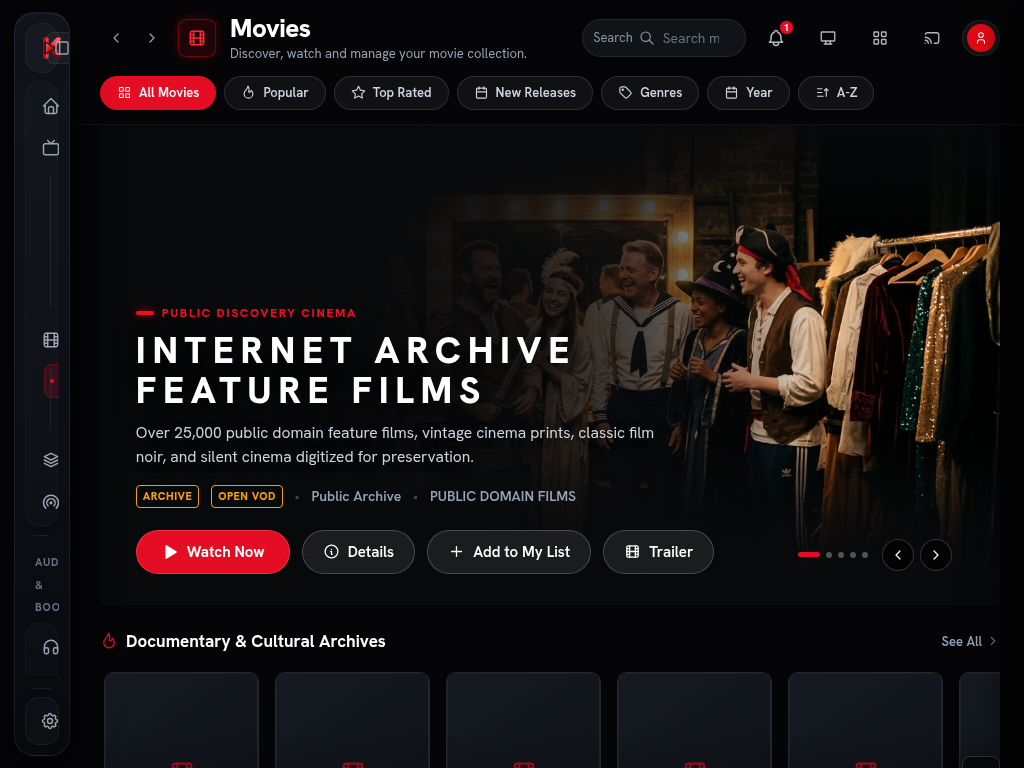 Movies
Discover, watch and manage your movie collection.
Search
Search m
1
All Movies
Popular
Top Rated
New Releases
Genres
Year
A-Z
PUBLIC DISCOVERY CINEMA
INTERNET ARCHIVE
FEATURE FILMS
Over 25,000 public domain feature films, vintage cinema prints, classic film
noir, and silent cinema digitized for preservation.
ARCHIVE
OPEN VOD
Public Archive
PUBLIC DOMAIN FILMS
Watch Now
Details
Add to My List
Trailer
AUD
&
BOO
Documentary & Cultural Archives
See All